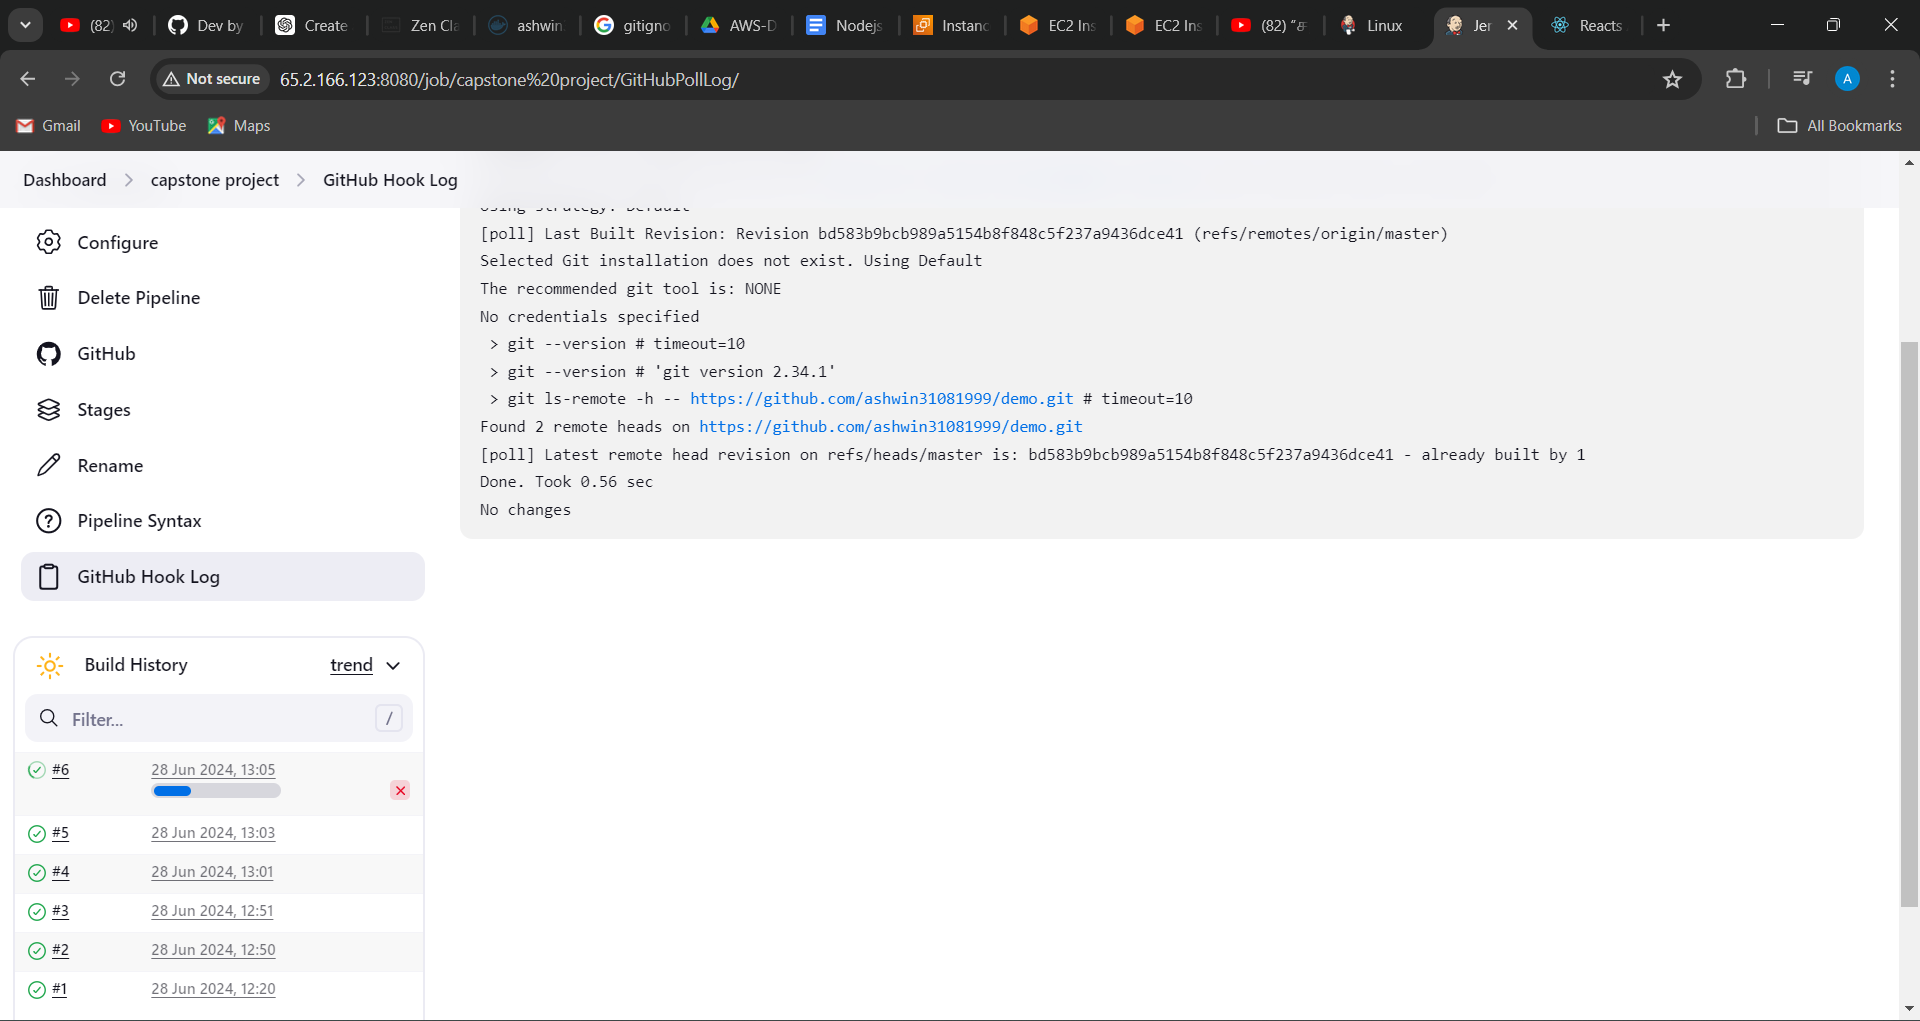 (82)
Dev by
Create
Zen Cla
ashwin
gitigno
AWS-D
Nodejs
Instanc
EC2 Ins
EC2 Ins
Linux
Jer
Reacts
Not secure
65.2.166.123:8080/job/capstone%20project/GitHubPollLog/
A
Gmail
YouTube
Maps
All Bookmarks
Dashboard
capstone project
GitHub Hook Log
Configure
Delete Pipeline
GitHub
Stages
Rename
Pipeline Syntax
GitHub Hook Log
Using strategy: Default
[poll] Last Built Revision: Revision bd583b9bcb989a5154b8f848c5f237a9436dce41 (refs/remotes/origin/master)
Selected Git installation does not exist. Using Default
The recommended git tool is: NONE
No credentials specified
> git --version # timeout=10
> git --version # 'git version 2.34.1'
> git ls-remote -h -- https://github.com/ashwin31081999/demo.git # timeout=10
Found 2 remote heads on https://github.com/ashwin31081999/demo.git
[poll] Latest remote head revision on refs/heads/master is: bd583b9bcb989a5154b8f848c5f237a9436dce41 - already built by 1
Done. Took 0.56 sec
No changes
Build History
trend
Filter...
/
#6 28 Jun 2024, 13:05
#5 28 Jun 2024, 13:03
#4 28 Jun 2024, 13:01
#3 28 Jun 2024, 12:51
#2 28 Jun 2024, 12:50
#1 28 Jun 2024, 12:20